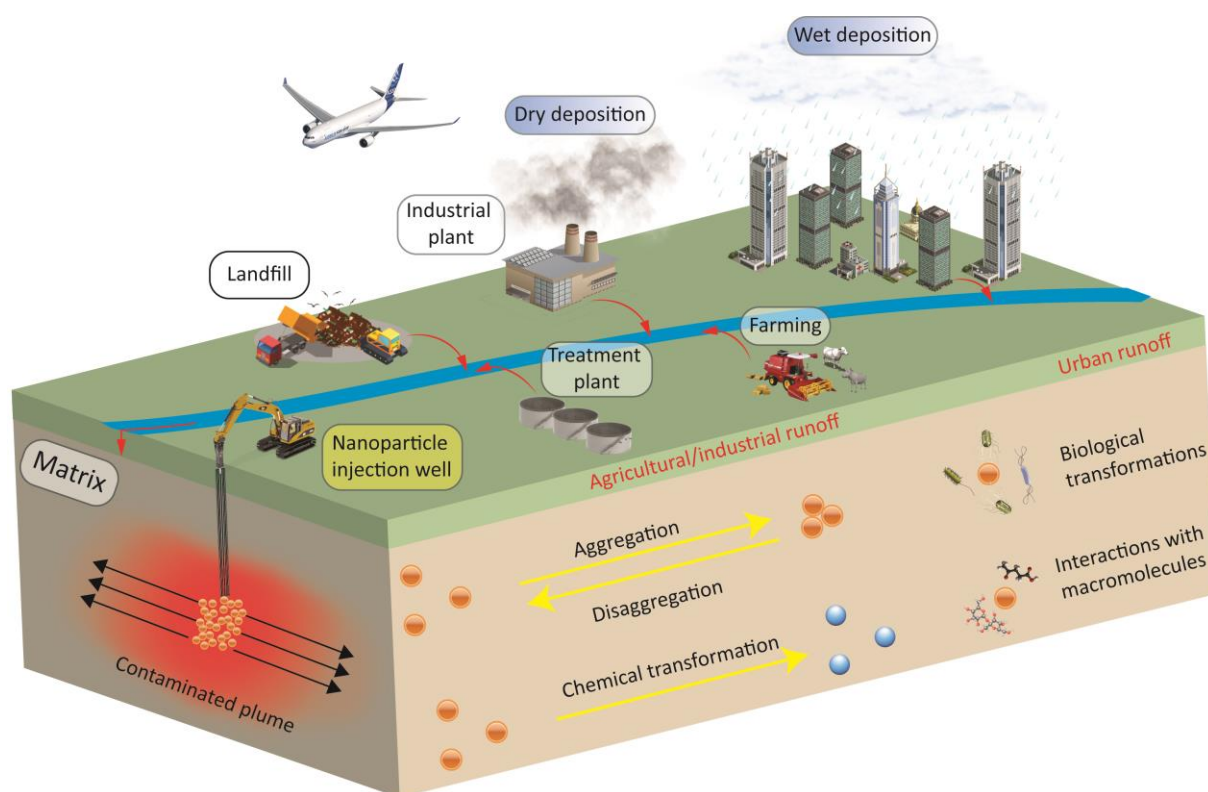 Wet deposition
Dry deposition
Industrial
plant
Landfill
Farming
Treatment
plant
Urban runoff
Nanoparticle
injection well
Agricultural/industrial runoff
Matrix
Biological
transformations
Aggregation
Disaggregation
Interactions with
macromolecules
Chemical transformation
Contaminated plume